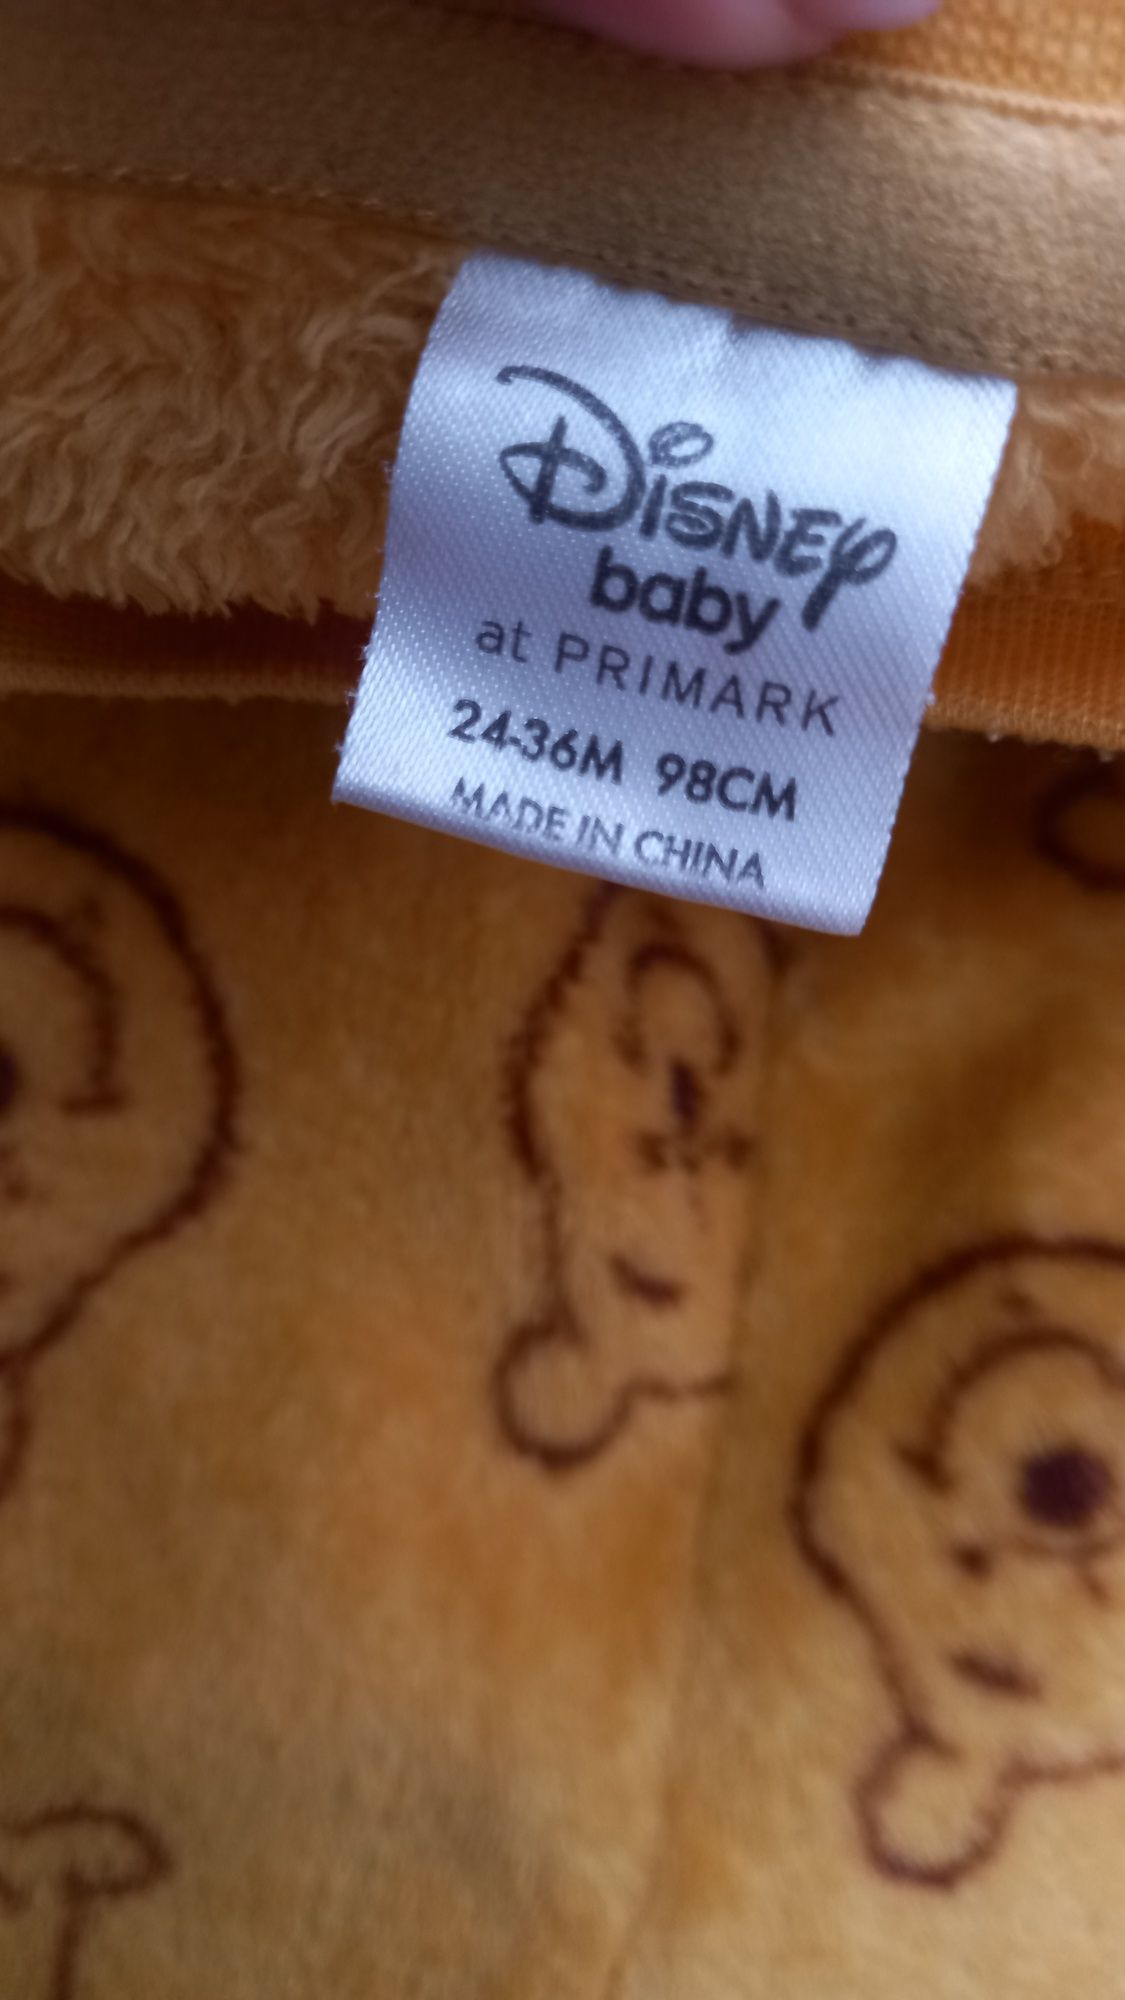 Disney
baby
at PRIMARK
24-36M 98CM
MADE IN CHINA